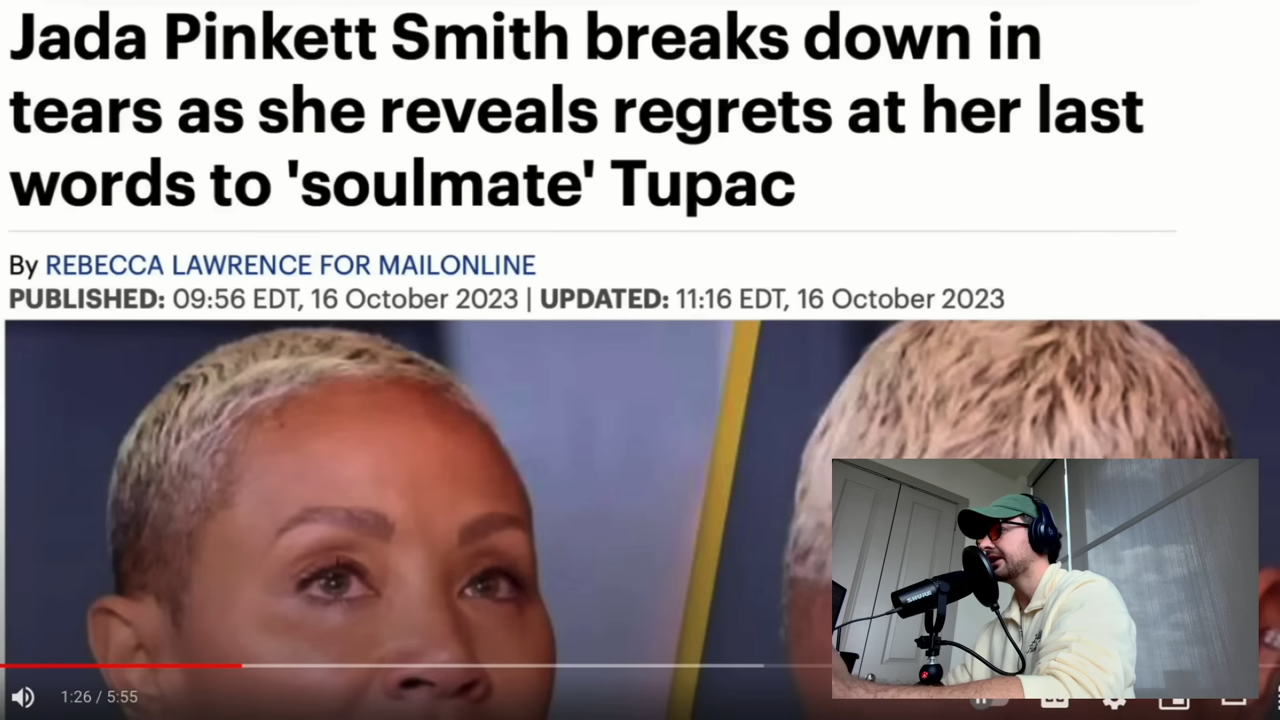 Jada Pinkett Smith breaks down in
tears as she reveals regrets at her last
words to 'soulmate' Tupac
By REBECCA LAWRENCE FOR MAILONLINE
PUBLISHED: 09:56 EDT, 16 October 2023 | UPDATED: 11:16 EDT, 16 October 2023
SHURE
1:26 / 5:55